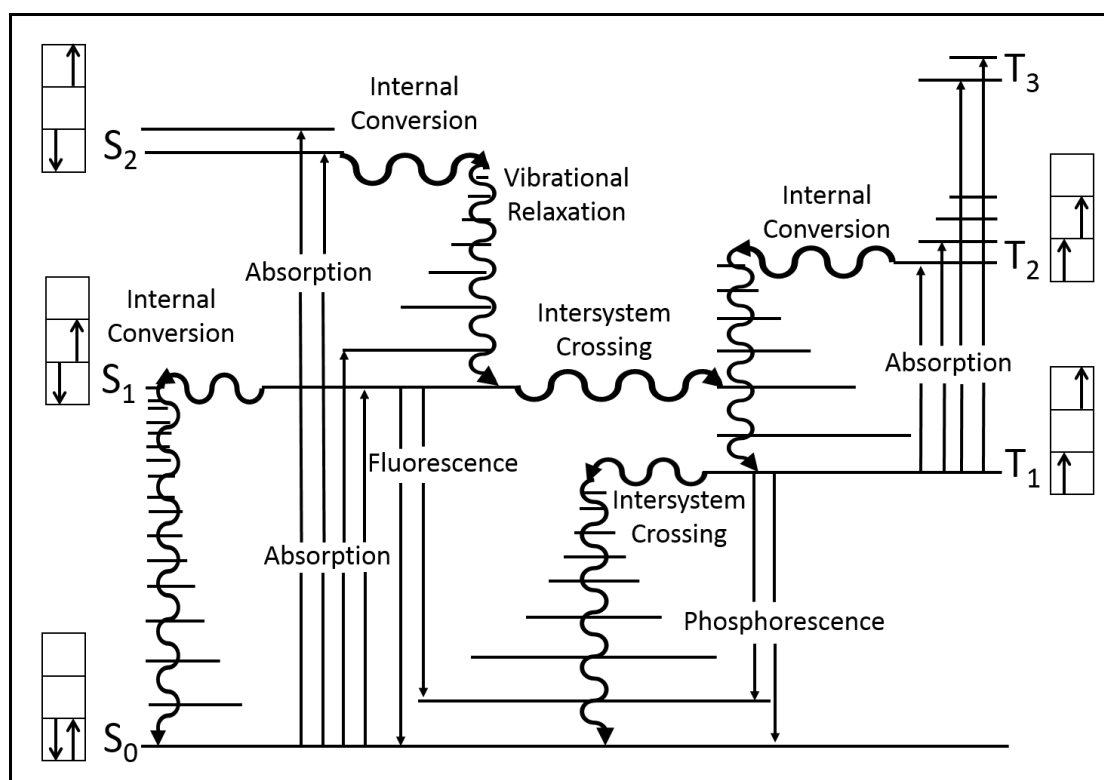 Internal
Conversion
T3
S2
Vibrational
Relaxation
Internal
Conversion
T2
Absorption
Internal
Conversion
Intersystem
Crossing
Absorption
S1
Fluorescence
T1
Intersystem
Crossing
Absorption
Phosphorescence
S0